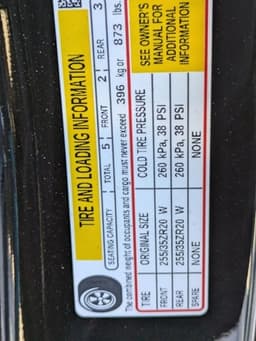 TIRE AND LOADING INFORMATION
SEATING CAPACITY TOTAL 5 FRONT 2 REAR 3
The combined weight of occupants and cargo must never exceed 396 kg or 873 lbs.
TIRE ORIGINAL SIZE COLD TIRE PRESSURE
FRONT 255/35ZR20 W 260 kPa, 38 PSI
REAR 255/35ZR20 W 260 kPa, 38 PSI
SPARE NONE NONE
SEE OWNER'S
MANUAL FOR
ADDITIONAL
INFORMATION